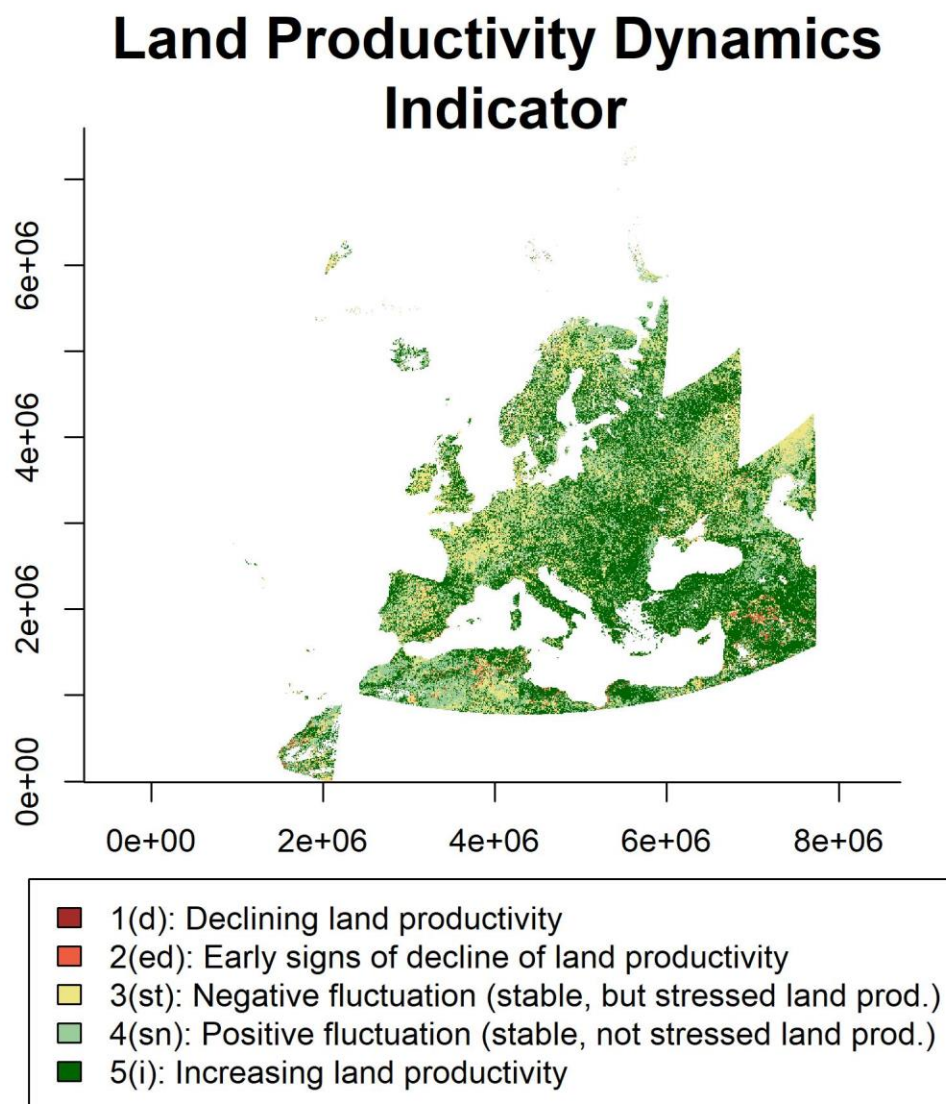 Land Productivity Dynamics
Indicator
6e+06
4e+06
2e+06
0e+00
0e+00 2e+06 4e+06 6e+06 8e+06
1(d): Declining land productivity
2(ed): Early signs of decline of land productivity
3(st): Negative fluctuation (stable, but stressed land prod.)
4(sn): Positive fluctuation (stable, not stressed land prod.)
5(i): Increasing land productivity